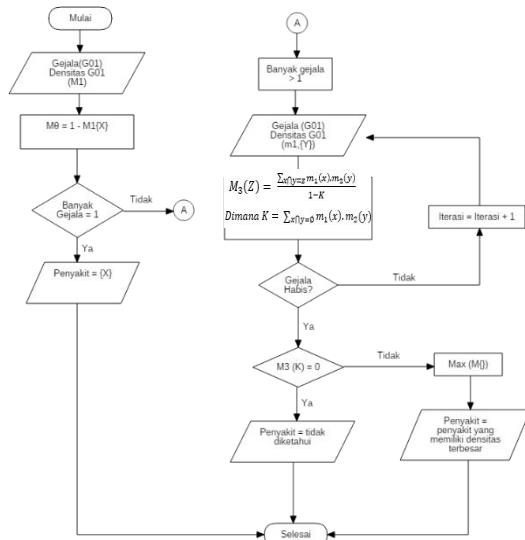 Mulai
Gejala(G01)
Densitas G01
(M1)
Mθ = 1 - M1{X}
Banyak
Gejala = 1
Tidak
A
Ya
Penyakit = {X}
A
Banyak gejala
> 1
Gejala (G01)
Densitas G01
(m1,{Y})
M₃(Z) = ∑x∩y=z m₁(x).m₂(y) / 1-K
Dimana K = ∑x∩y=∅ m₁(x).m₂(y)
Iterasi = Iterasi + 1
Gejala
Habis?
Tidak
Ya
M3 (K) = 0
Tidak
Max (M{})
Ya
Penyakit = tidak
diketahui
Penyakit =
penyakit yang
memiliki densitas
terbesar
Selesai